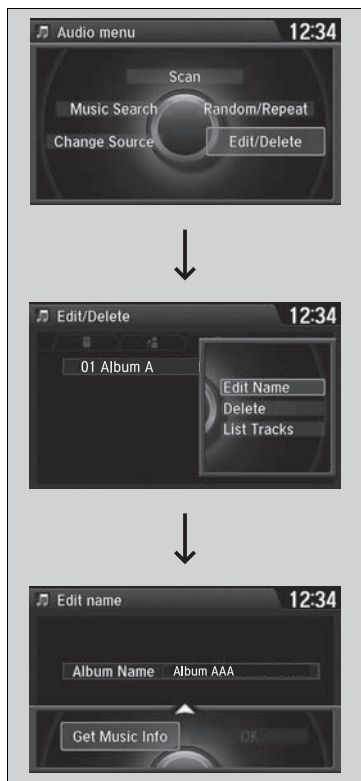 Audio menu 12:34
Scan
Music Search Random/Repeat
Change Source Edit/Delete
Edit/Delete 12:34
01 Album A
Edit Name
Delete
List Tracks
Edit name 12:34
Album Name Album AAA
Get Music Info OK